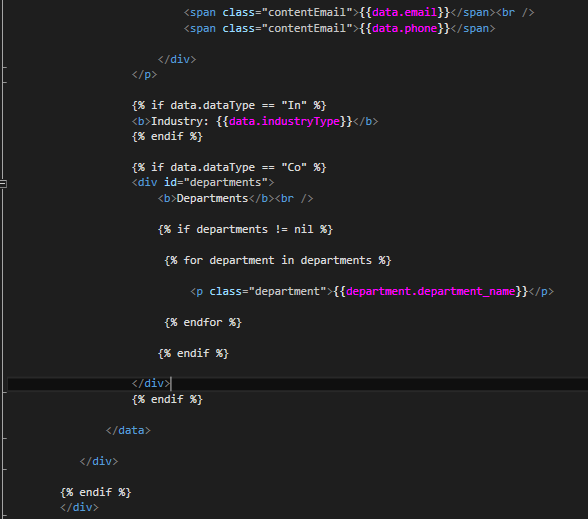 <span class="contentEmail">{{data.email}}</span><br />
<span class="contentEmail">{{data.phone}}</span>
</div>
</p>
{% if data.dataType == "In" %}
<b>Industry: {{data.industryType}}</b>
{% endif %}
{% if data.dataType == "Co" %}
<div id="departments">
<b>Departments</b><br />
{% if departments != nil %}
{% for department in departments %}
<p class="department">{{department.department_name}}</p>
{% endfor %}
{% endif %}
</div>
{% endif %}
</data>
</div>
{% endif %}
</div>